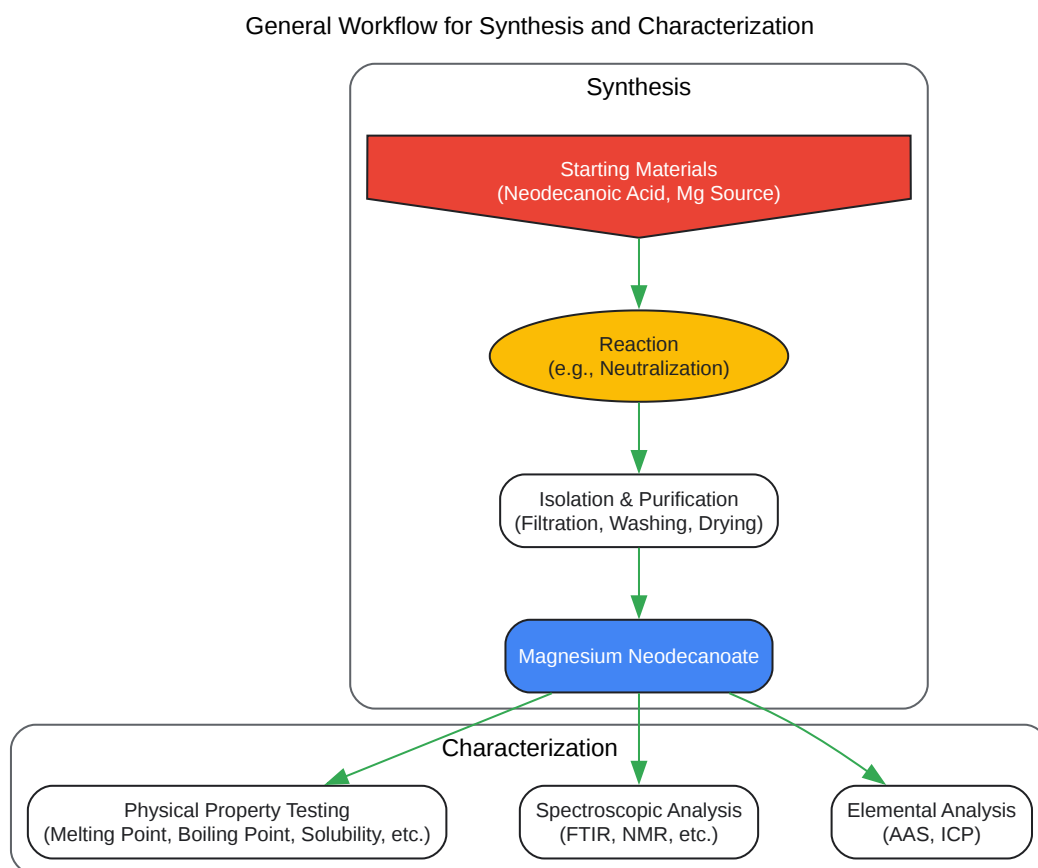 General Workflow for Synthesis and Characterization
Synthesis
Starting Materials
(Neodecanoic Acid, Mg Source)
Reaction
(e.g., Neutralization)
Isolation & Purification
(Filtration, Washing, Drying)
Magnesium Neodecanoate
Characterization
Physical Property Testing
(Melting Point, Boiling Point, Solubility, etc.)
Spectroscopic Analysis
(FTIR, NMR, etc.)
Elemental Analysis
(AAS, ICP)